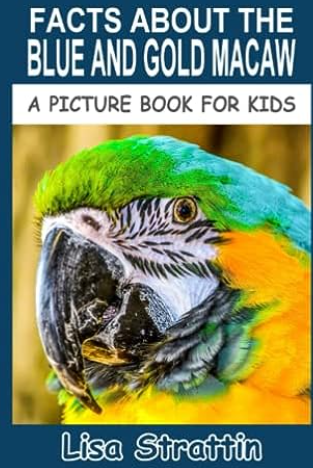 FACTS ABOUT THE
BLUE AND GOLD MACAW
A PICTURE BOOK FOR KIDS
Lisa Strattin